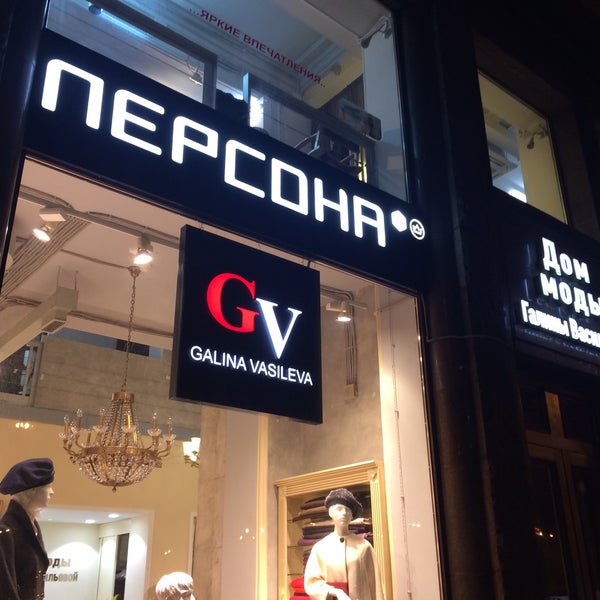 ...ЯРКИЕ ВПЕЧАТЛЕНИЯ...
ПЕРСОНА
GV
GALINA VASILEVA
Дом
моды
Галины